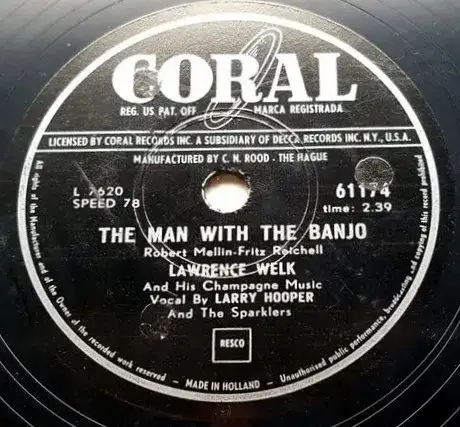 CORAL
REG. US PAT. OFF MARCA REGISTRADA
LICENSED BY CORAL RECORDS INC. A SUBSIDIARY OF DECCA RECORDS INC. N.Y., U.S.A.
MANUFACTURED BY C. N. ROOD - THE HAGUE
L 7620 61174
SPEED 78 time: 2.39
THE MAN WITH THE BANJO
Robert Mellin-Fritz Reichell
LAWRENCE WELK
And His Champagne Music
Vocal By LARRY HOOPER
And The Sparklers
RESCO
All rights of the Manufacturers and of the Owner of the Recorded Work reserved
MADE IN HOLLAND
Unauthorised public performance, broadcasting and copying of this record prohibited